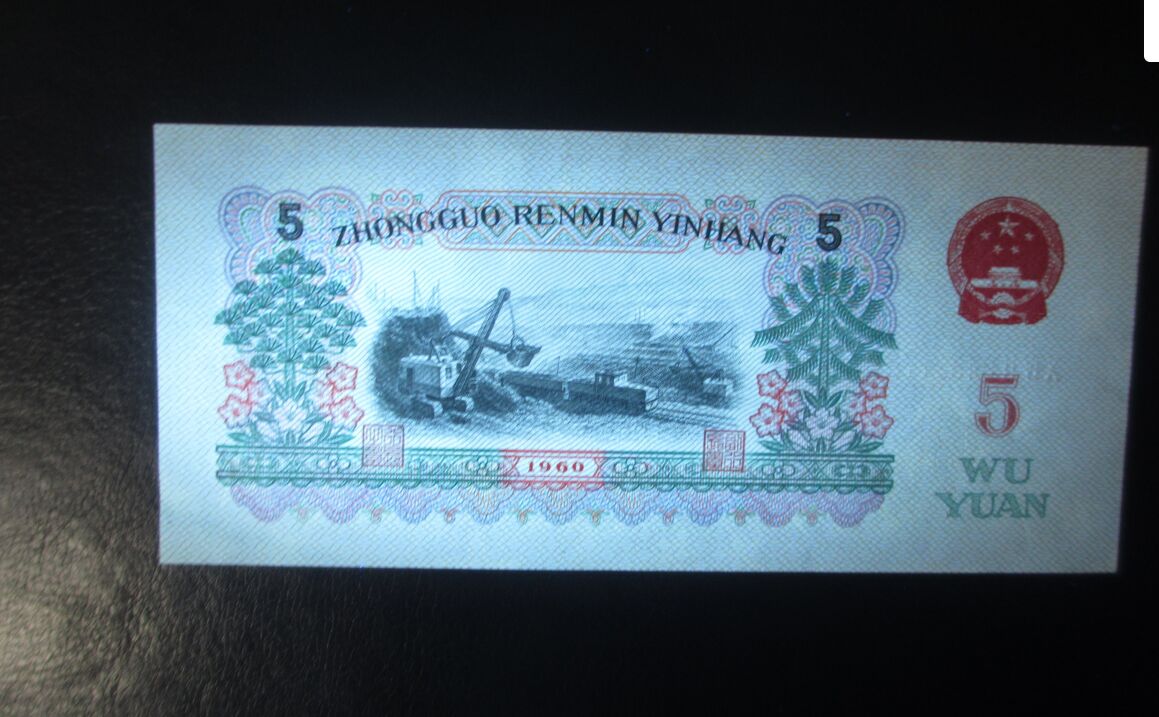 5 ZHONGGUO RENMIN YINHANG 5
1960
5
WU
YUAN